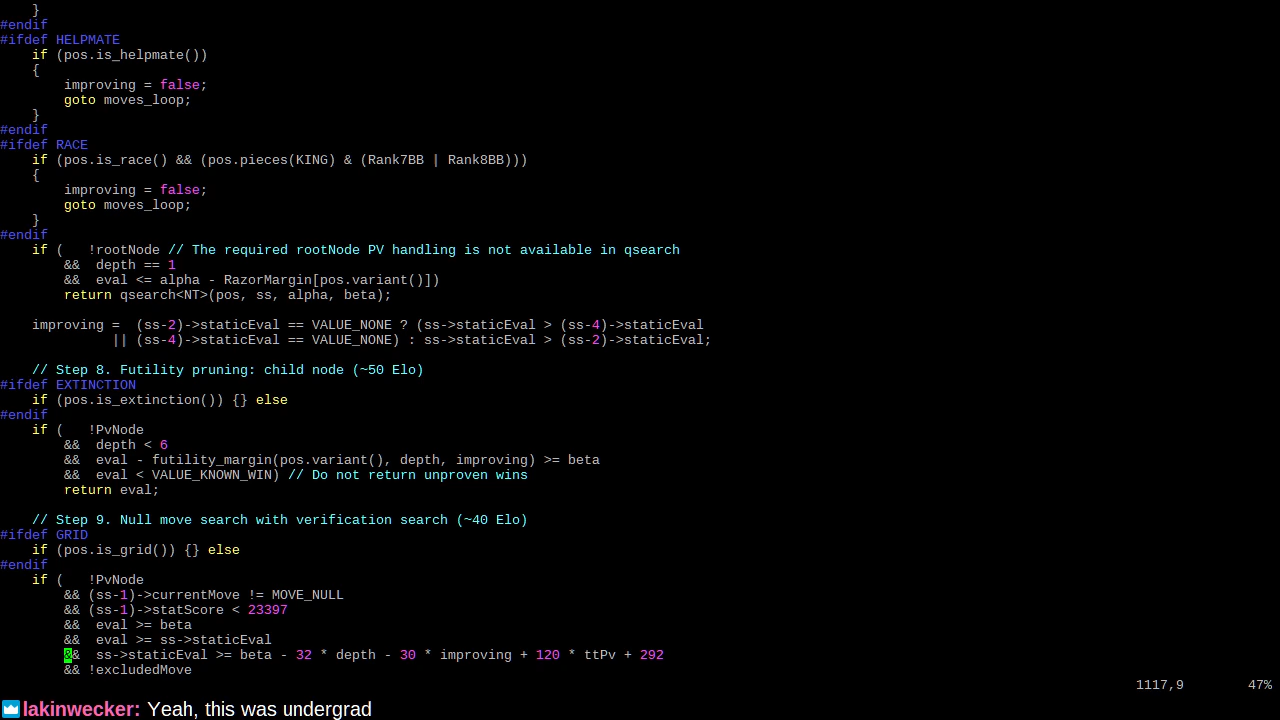 }
#endif
#ifdef HELPMATE
    if (pos.is_helpmate())
    {
        improving = false;
        goto moves_loop;
    }
#endif
#ifdef RACE
    if (pos.is_race() && (pos.pieces(KING) & (Rank7BB | Rank8BB)))
    {
        improving = false;
        goto moves_loop;
    }
#endif
    if (   !rootNode // The required rootNode PV handling is not available in qsearch
        &&  depth == 1
        &&  eval <= alpha - RazorMargin[pos.variant()])
        return qsearch<NT>(pos, ss, alpha, beta);

    improving =  (ss-2)->staticEval == VALUE_NONE ? (ss->staticEval > (ss-4)->staticEval
              || (ss-4)->staticEval == VALUE_NONE) : ss->staticEval > (ss-2)->staticEval;

    // Step 8. Futility pruning: child node (~50 Elo)
#ifdef EXTINCTION
    if (pos.is_extinction()) {} else
#endif
    if (   !PvNode
        &&  depth < 6
        &&  eval - futility_margin(pos.variant(), depth, improving) >= beta
        &&  eval < VALUE_KNOWN_WIN) // Do not return unproven wins
        return eval;

    // Step 9. Null move search with verification search (~40 Elo)
#ifdef GRID
    if (pos.is_grid()) {} else
#endif
    if (   !PvNode
        && (ss-1)->currentMove != MOVE_NULL
        && (ss-1)->statScore < 23397
        &&  eval >= beta
        &&  eval >= ss->staticEval
        &&  ss->staticEval >= beta - 32 * depth - 30 * improving + 120 * ttPv + 292
        && !excludedMove
1117,9        47%
lakinwecker: Yeah, this was undergrad